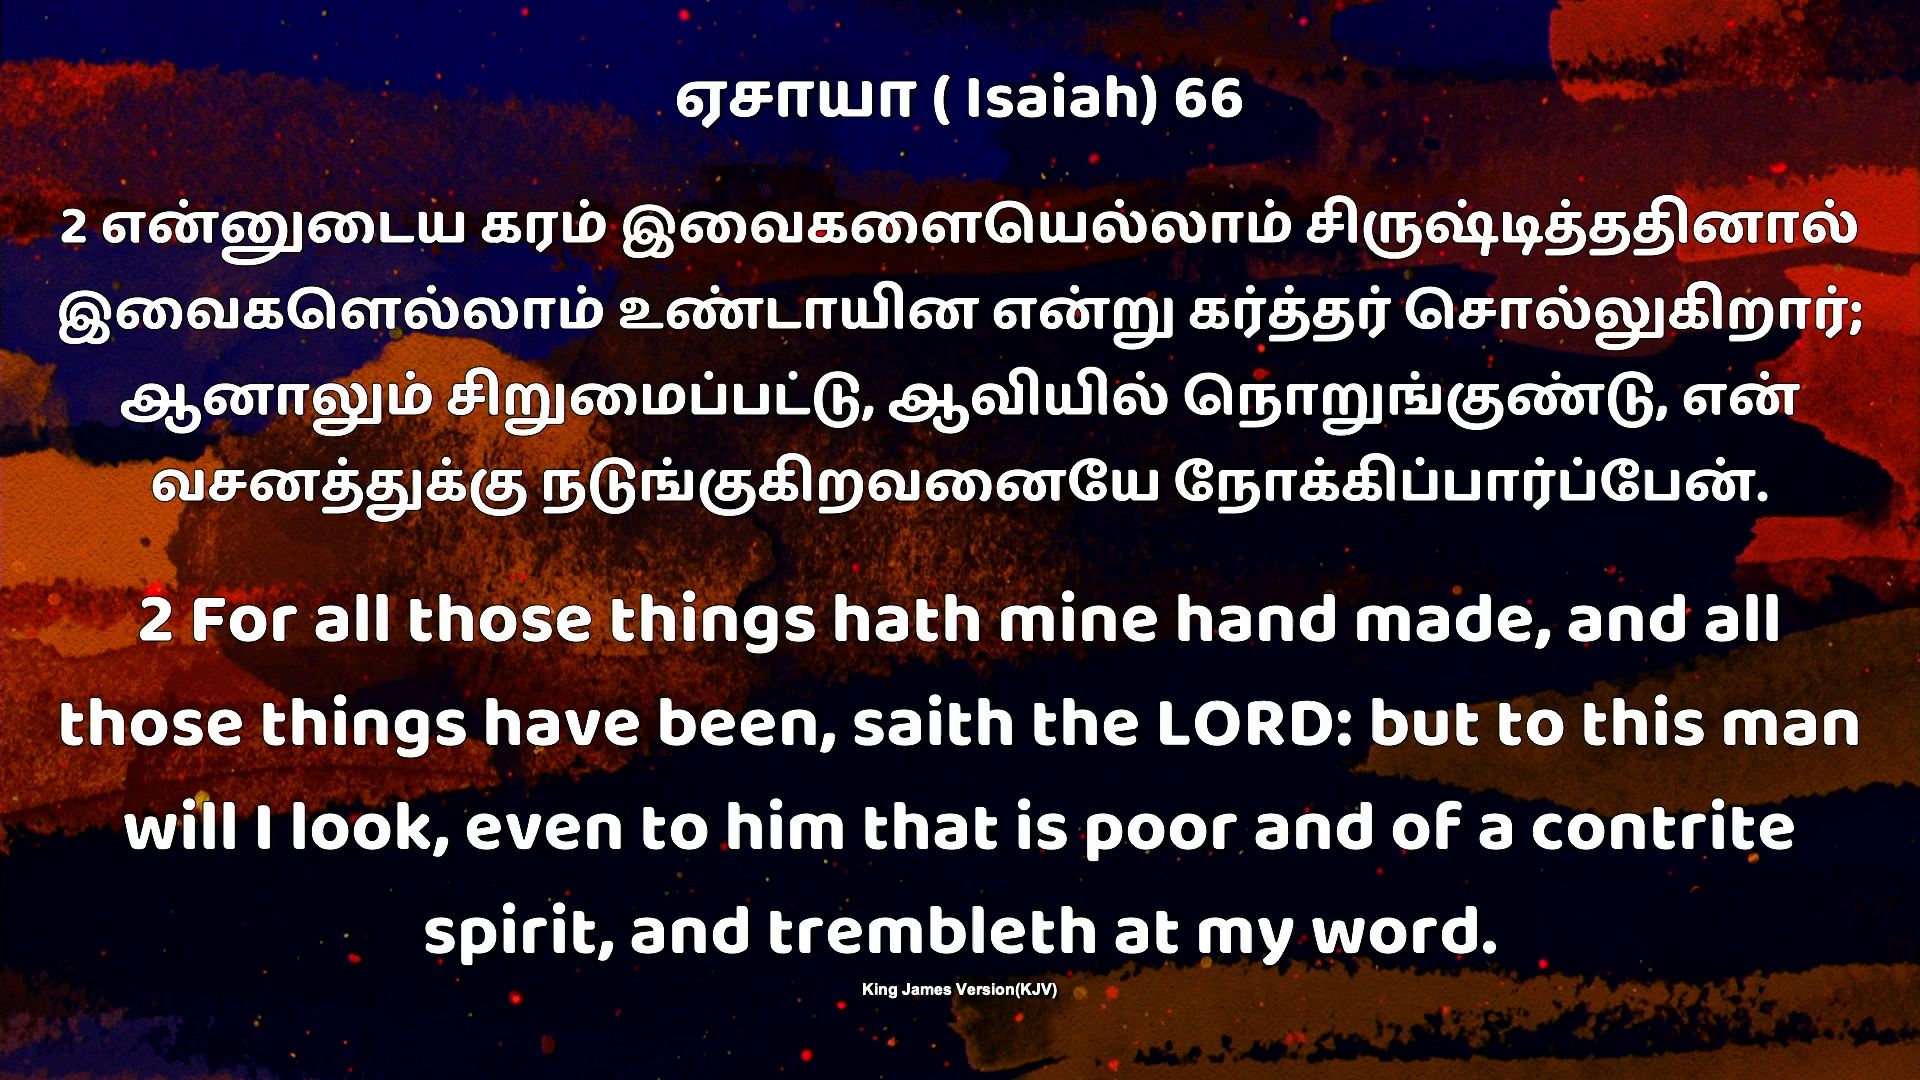 ஏசாயா ( Isaiah) 66
2 என்னுடைய கரம் இவைகளையெல்லாம் சிருஷ்டித்ததினால்
இவைகளெல்லாம் உண்டாயின என்று கர்த்தர் சொல்லுகிறார்;
ஆனாலும் சிறுமைப்பட்டு, ஆவியில் நொறுங்குண்டு, என்
வசனத்துக்கு நடுங்குகிறவனையே நோக்கிப்பார்ப்பேன்.
2 For all those things hath mine hand made, and all
those things have been, saith the LORD: but to this man
will I look, even to him that is poor and of a contrite
spirit, and trembleth at my word.
King James Version(KJV)